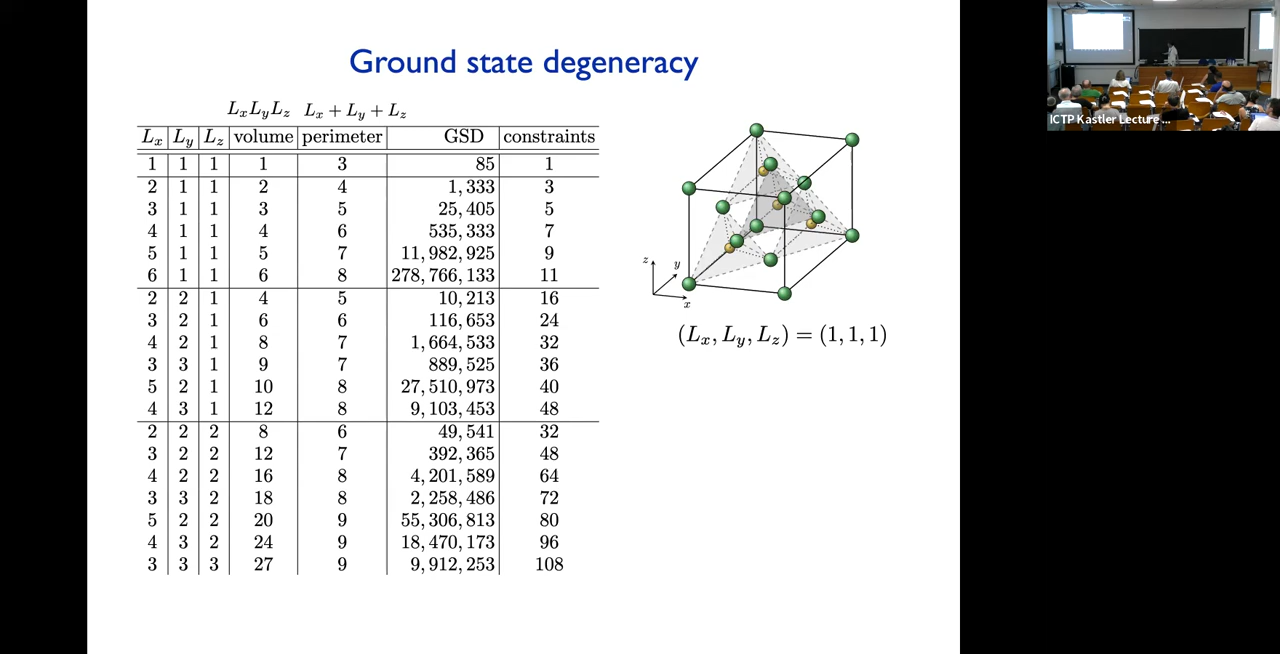 Ground state degeneracy
LxLyLz Lx + Ly + Lz
Lx Ly Lz volume perimeter GSD constraints
1 1 1 1 3 85 1
2 1 1 2 4 1,333 3
3 1 1 3 5 25,405 5
4 1 1 4 6 535,333 7
5 1 1 5 7 11,982,925 9
6 1 1 6 8 278,766,133 11
2 2 1 4 5 10,213 16
3 2 1 6 6 116,653 24
4 2 1 8 7 1,664,533 32
3 3 1 9 7 889,525 36
5 2 1 10 8 27,510,973 40
4 3 1 12 8 9,103,453 48
2 2 2 8 6 49,541 32
3 2 2 12 7 392,365 48
4 2 2 16 8 4,201,589 64
3 3 2 18 8 2,258,486 72
5 2 2 20 9 55,306,813 80
4 3 2 24 9 18,470,173 96
3 3 3 27 9 9,912,253 108
z
y
x
(Lx, Ly, Lz) = (1, 1, 1)
ICTP Kastler Lecture ...